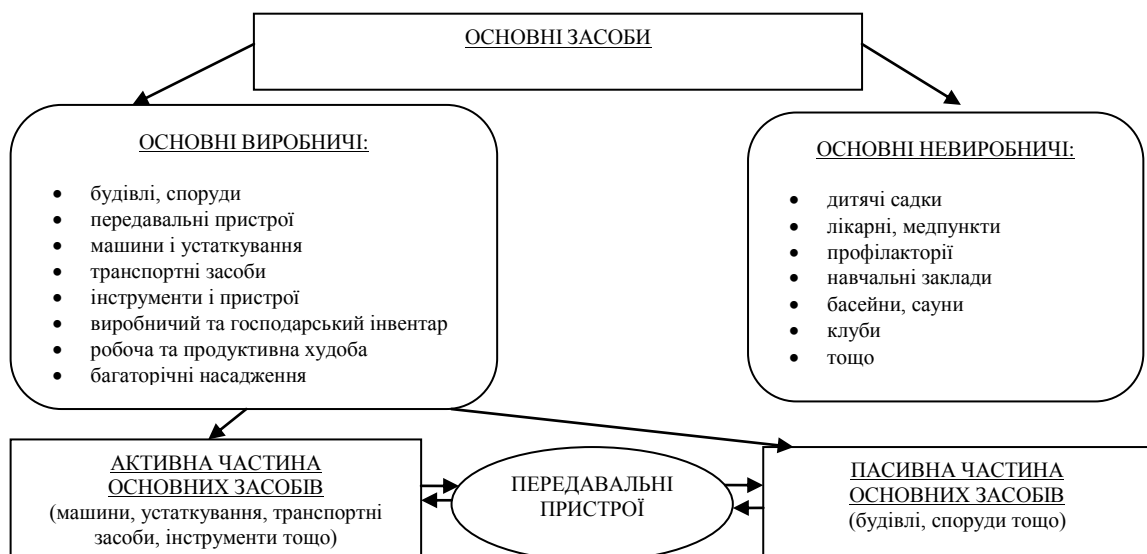 ОСНОВНІ ЗАСОБИ
ОСНОВНІ ВИРОБНИЧІ:
• будівлі, споруди
• передавальні пристрої
• машини і устаткування
• транспортні засоби
• інструменти і пристрої
• виробничий та господарський інвентар
• робоча та продуктивна худоба
• багаторічні насадження
ОСНОВНІ НЕВИРОБНИЧІ:
• дитячі садки
• лікарні, медпункти
• профілакторії
• навчальні заклади
• басейни, сауни
• клуби
• тощо
АКТИВНА ЧАСТИНА
ОСНОВНИХ ЗАСОБІВ
(машини, устаткування, транспортні
засоби, інструменти тощо)
ПЕРЕДАВАЛЬНІ
ПРИСТРОЇ
ПАСИВНА ЧАСТИНА
ОСНОВНИХ ЗАСОБІВ
(будівлі, споруди тощо)